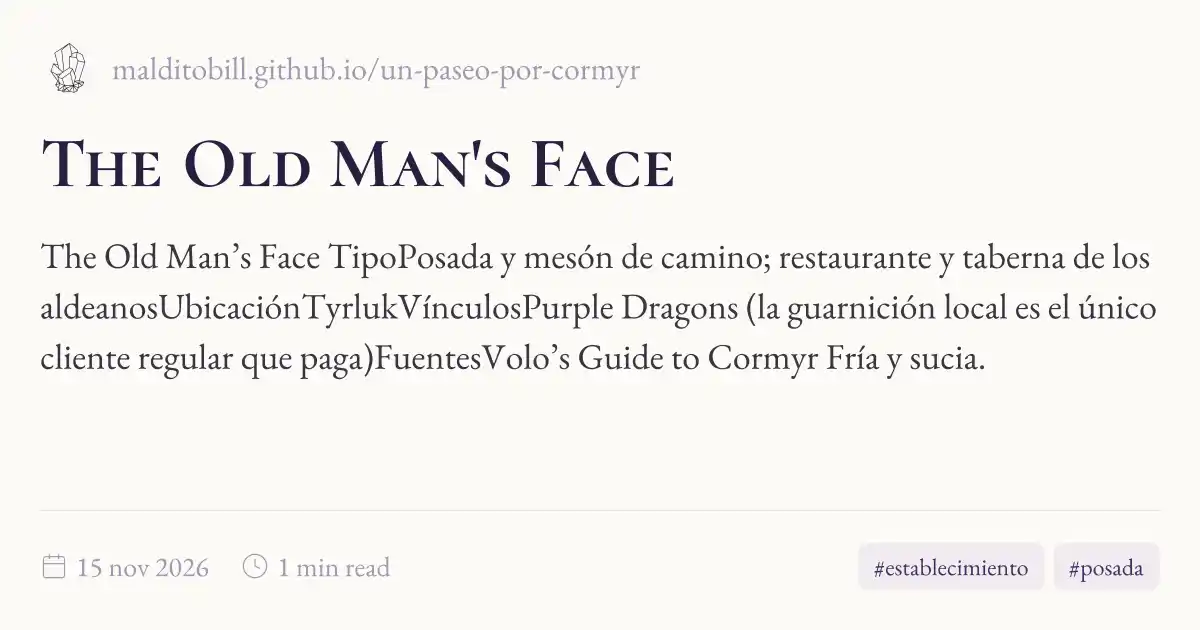 malditobill.github.io/un-paseo-por-cormyr
The Old Man's Face
The Old Man’s Face TipoPosada y mesón de camino; restaurante y taberna de los
aldeanosUbicaciónTyrlukVínculosPurple Dragons (la guarnición local es el único
cliente regular que paga)FuentesVolo’s Guide to Cormyr Fría y sucia.
15 nov 2026
1 min read
#establecimiento
#posada